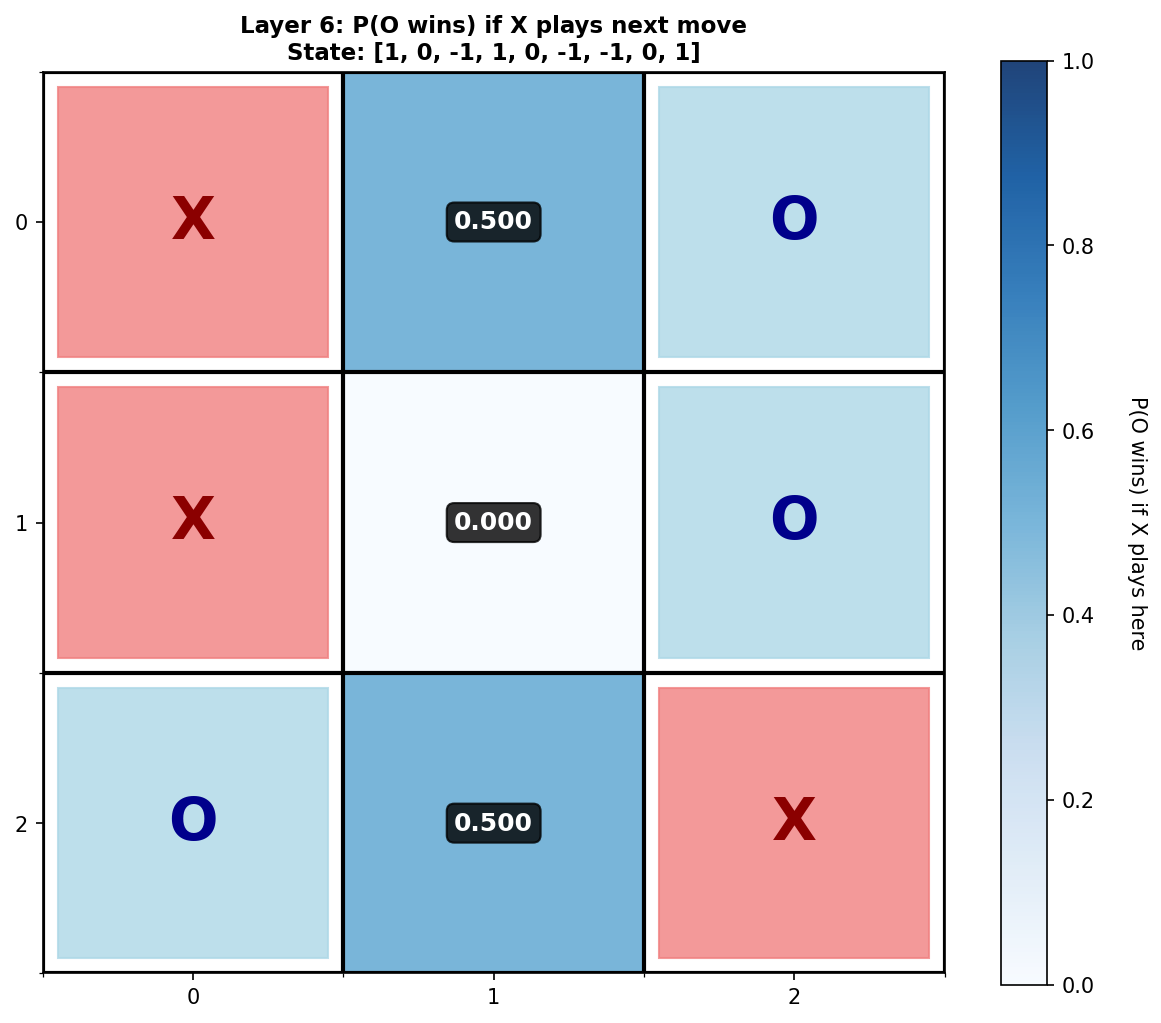 Layer 6: P(O wins) if X plays next move
State: [1, 0, -1, 1, 0, -1, -1, 0, 1]
X
0.500
O
X
0.000
O
O
0.500
X
0
1
2
0
1
2
1.0
0.8
0.6
0.4
0.2
0.0
P(O wins) if X plays here